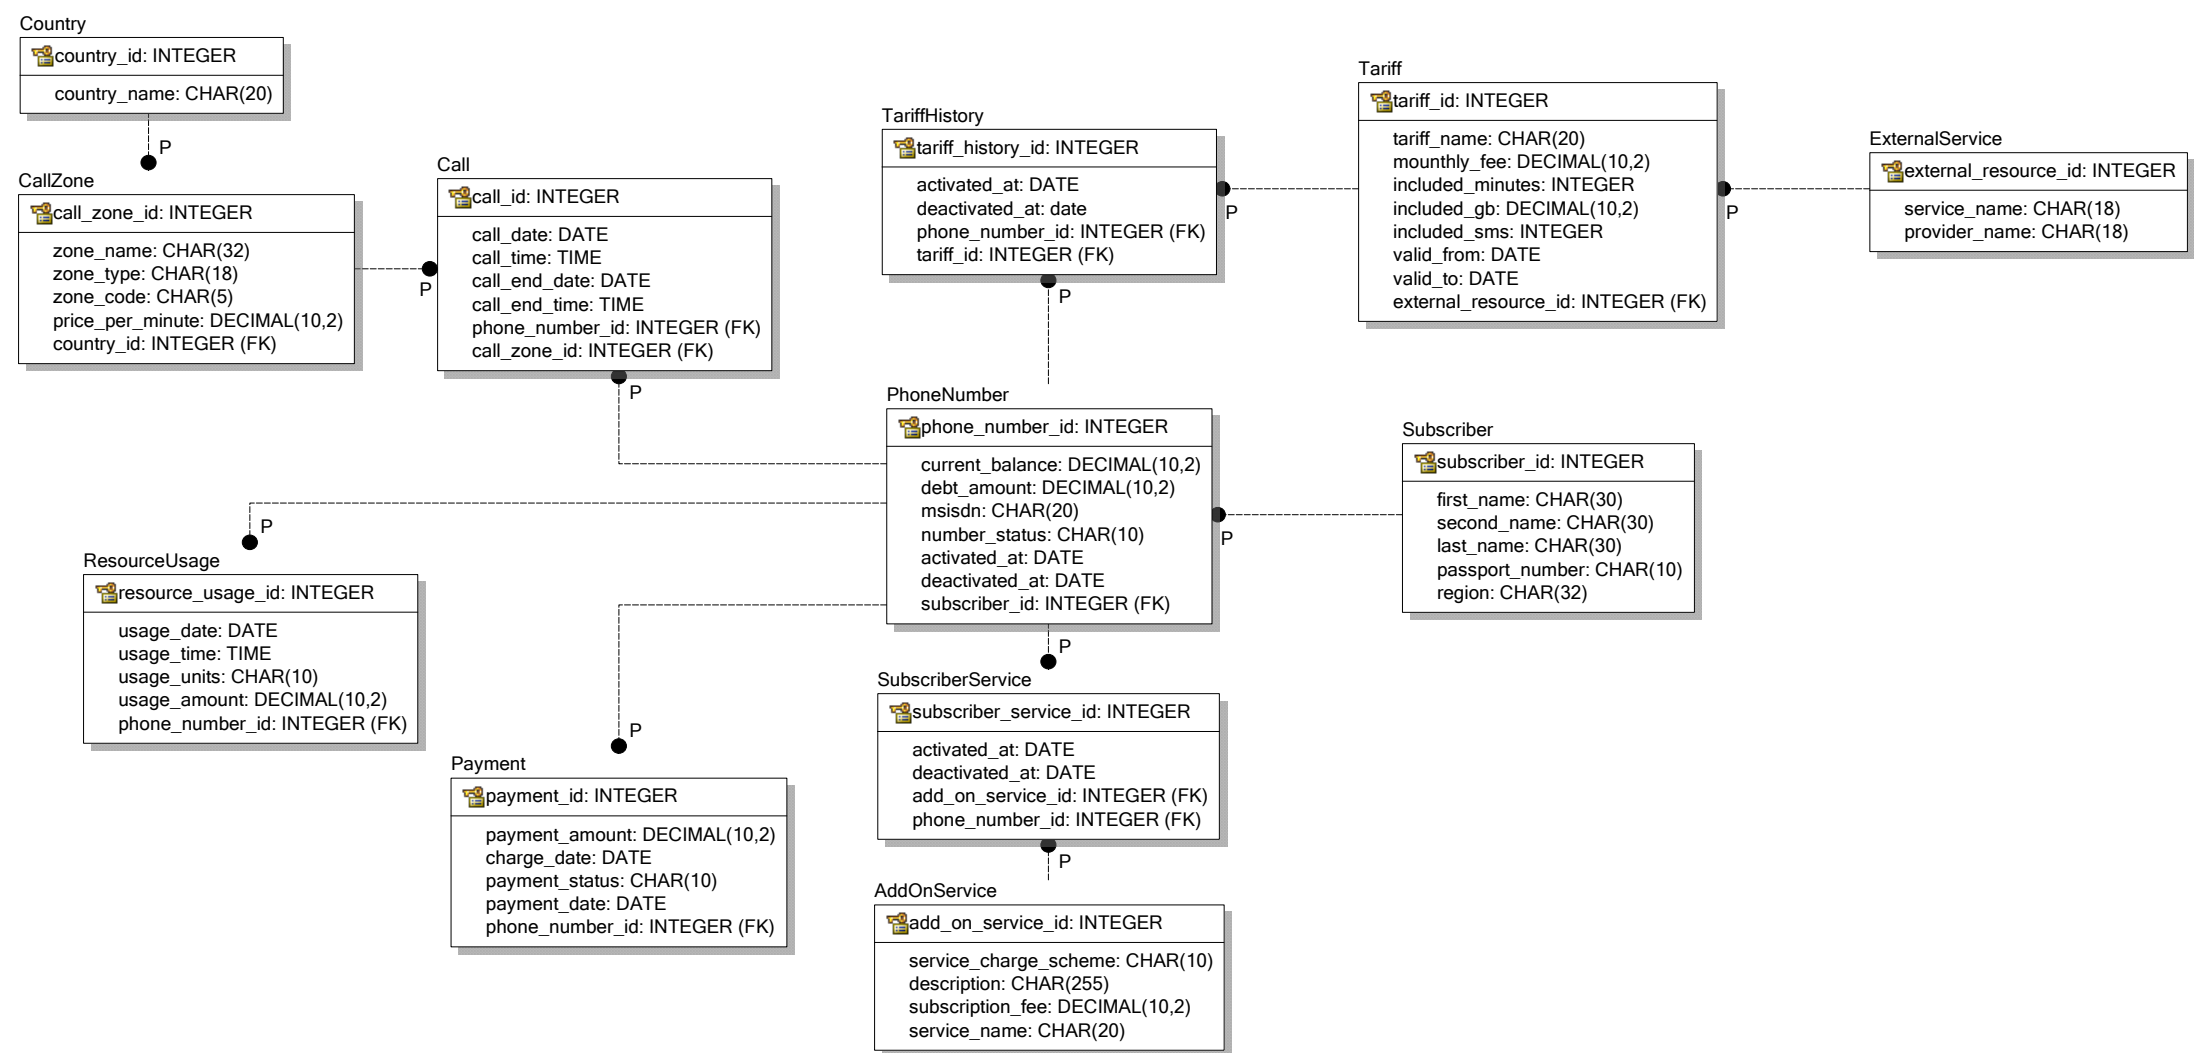 Country
country_id: INTEGER
country_name: CHAR(20)
P
CallZone
call_zone_id: INTEGER
zone_name: CHAR(32)
zone_type: CHAR(18)
zone_code: CHAR(5)
price_per_minute: DECIMAL(10,2)
country_id: INTEGER (FK)
P
Call
call_id: INTEGER
call_date: DATE
call_time: TIME
call_end_date: DATE
call_end_time: TIME
phone_number_id: INTEGER (FK)
call_zone_id: INTEGER (FK)
P
TariffHistory
tariff_history_id: INTEGER
activated_at: DATE
deactivated_at: date
phone_number_id: INTEGER (FK)
tariff_id: INTEGER (FK)
P
P
Tariff
tariff_id: INTEGER
tariff_name: CHAR(20)
mounthly_fee: DECIMAL(10,2)
included_minutes: INTEGER
included_gb: DECIMAL(10,2)
included_sms: INTEGER
valid_from: DATE
valid_to: DATE
external_resource_id: INTEGER (FK)
P
ExternalService
external_resource_id: INTEGER
service_name: CHAR(18)
provider_name: CHAR(18)
PhoneNumber
phone_number_id: INTEGER
current_balance: DECIMAL(10,2)
debt_amount: DECIMAL(10,2)
msisdn: CHAR(20)
number_status: CHAR(10)
activated_at: DATE
deactivated_at: DATE
subscriber_id: INTEGER (FK)
P
Subscriber
subscriber_id: INTEGER
first_name: CHAR(30)
second_name: CHAR(30)
last_name: CHAR(30)
passport_number: CHAR(10)
region: CHAR(32)
P
ResourceUsage
resource_usage_id: INTEGER
usage_date: DATE
usage_time: TIME
usage_units: CHAR(10)
usage_amount: DECIMAL(10,2)
phone_number_id: INTEGER (FK)
P
Payment
payment_id: INTEGER
payment_amount: DECIMAL(10,2)
charge_date: DATE
payment_status: CHAR(10)
payment_date: DATE
phone_number_id: INTEGER (FK)
P
SubscriberService
subscriber_service_id: INTEGER
activated_at: DATE
deactivated_at: DATE
add_on_service_id: INTEGER (FK)
phone_number_id: INTEGER (FK)
P
AddOnService
add_on_service_id: INTEGER
service_charge_scheme: CHAR(10)
description: CHAR(255)
subscription_fee: DECIMAL(10,2)
service_name: CHAR(20)